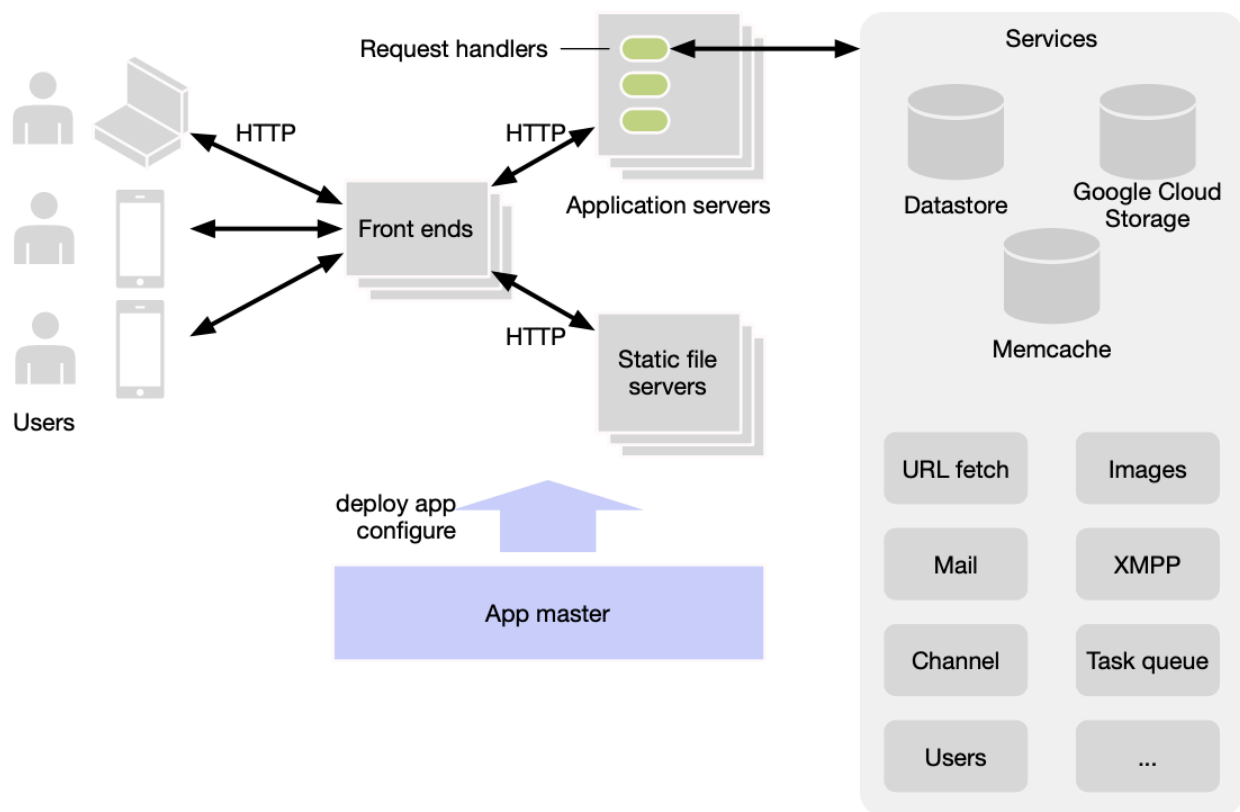 Request handlers
Services
HTTP
HTTP
Datastore
Google Cloud
Storage
Application servers
Front ends
Memcache
HTTP
Static file
servers
Users
URL fetch
Images
deploy app
configure
Mail
XMPP
App master
Channel
Task queue
Users
...